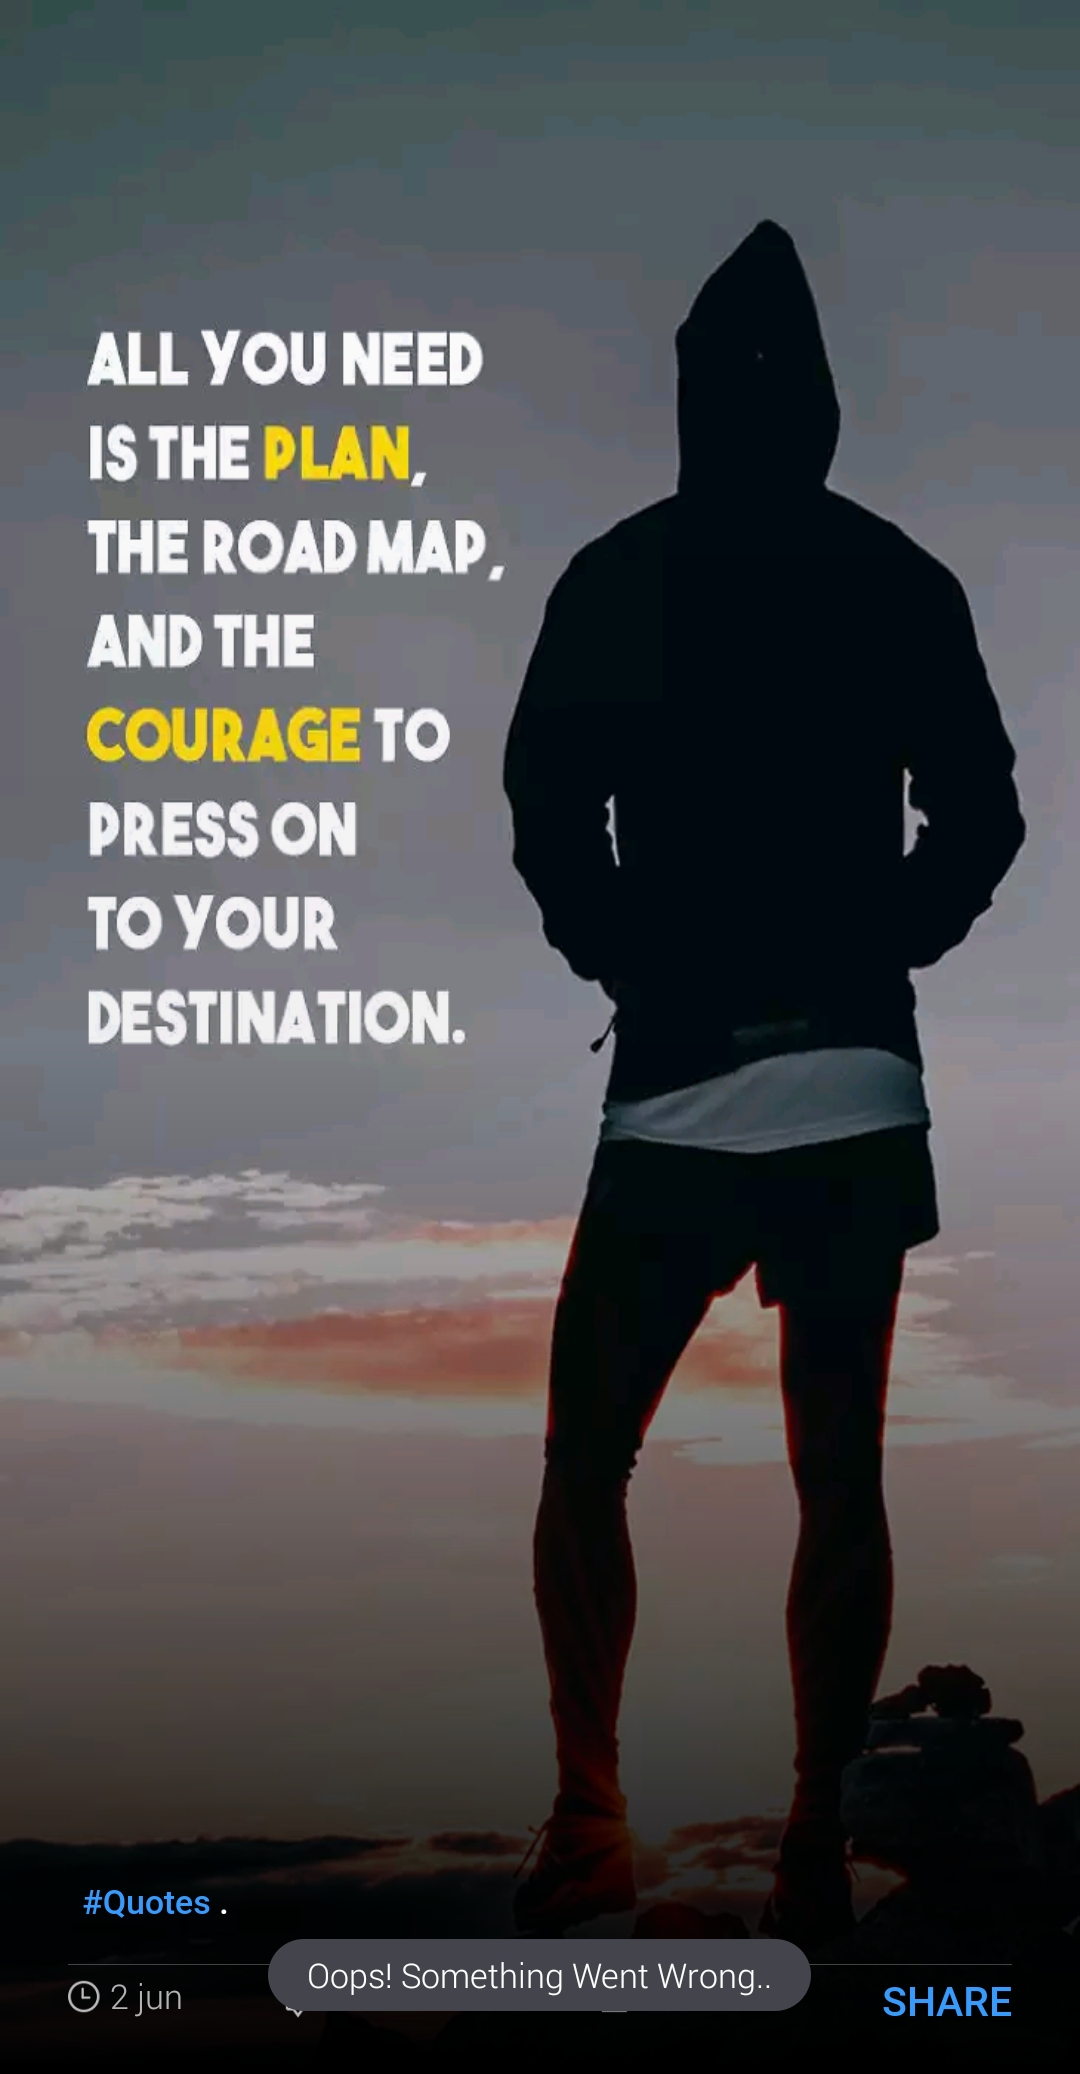 ALL YOU NEED
IS THE PLAN,
THE ROAD MAP,
AND THE
COURAGE TO
PRESS ON
TO YOUR
DESTINATION.
#Quotes .
Oops! Something Went Wrong..
2 jun
SHARE